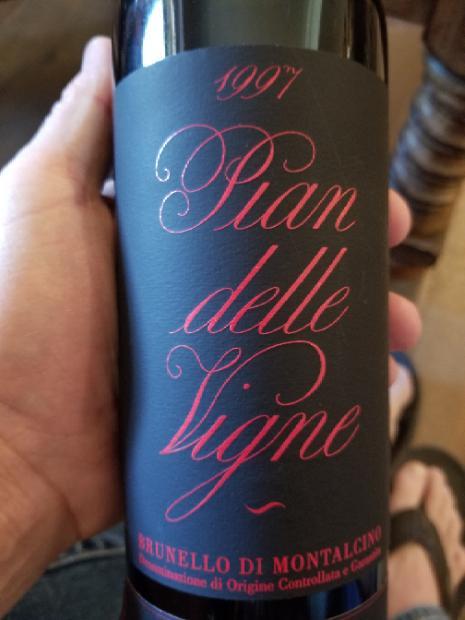 1997
Pian
delle
Vigne
BRUNELLO DI MONTALCINO
Denominazione di Origine Controllata e Garantita